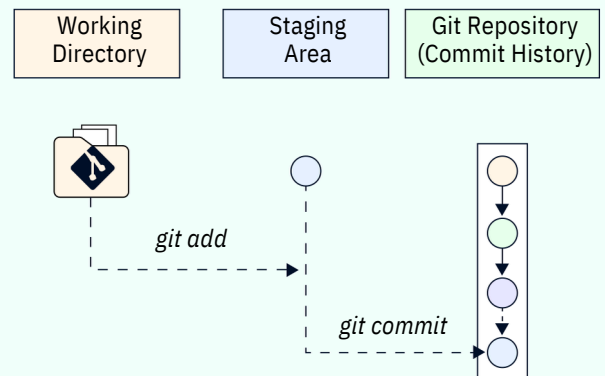 Working
Directory
Staging
Area
Git Repository
(Commit History)
git add
git commit